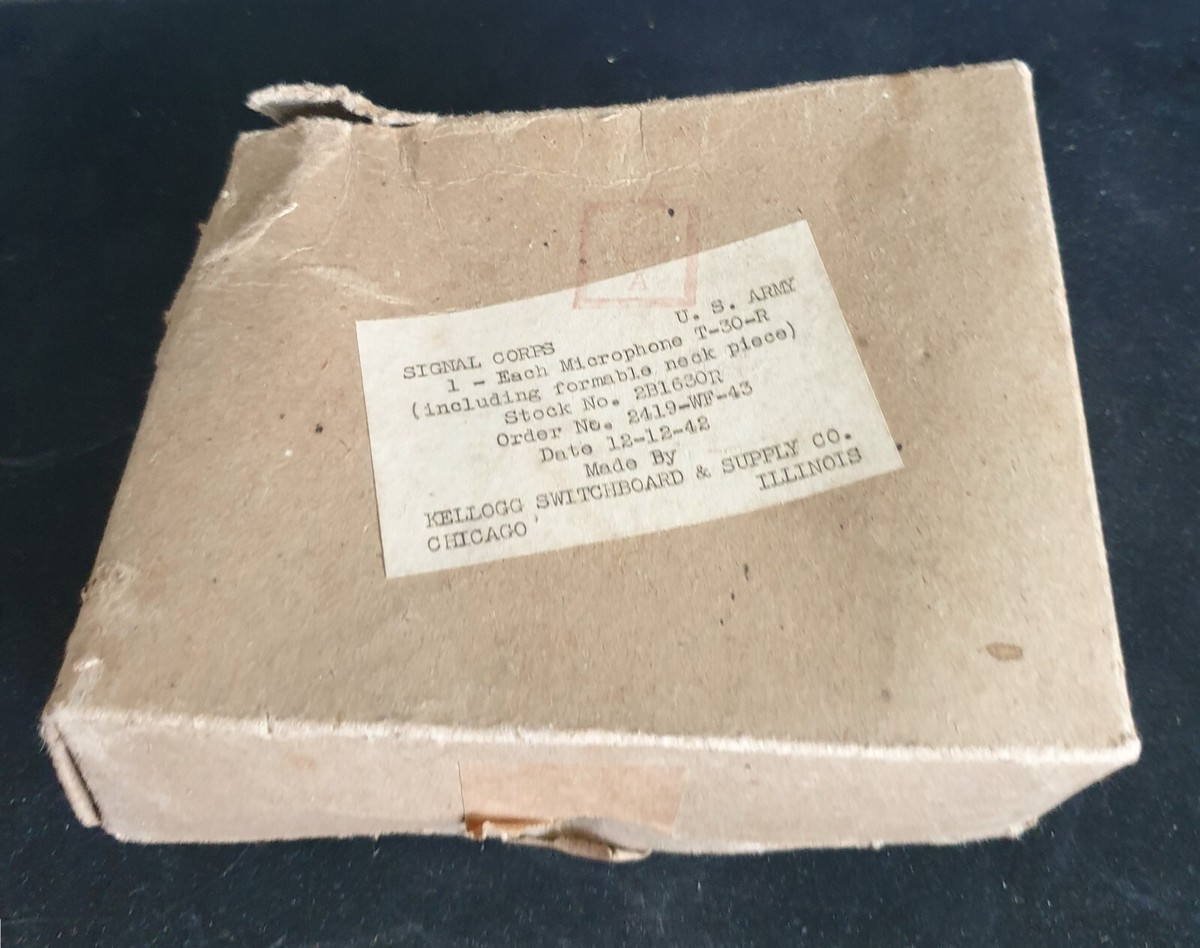 A
SIGNAL CORPS U. S. ARMY
1 - Each Microphone T-30-R
(including formable neck piece)
Stock No. 2B1630R
Order No. 2419-WF-43
Date 12-12-42
Made By
KELLOGG SWITCHBOARD & SUPPLY CO.
CHICAGO' ILLINOIS